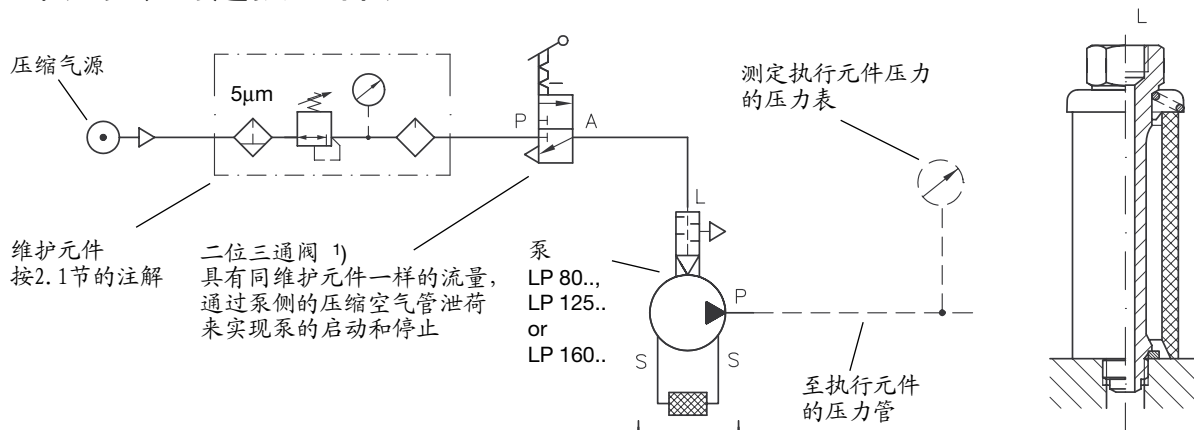 压缩气源
5μm
P
A
测定执行元件压力
的压力表
L
维护元件
按2.1节的注解
二位三通阀 1)
具有同维护元件一样的流量,
通过泵侧的压缩空气管泄荷
来实现泵的启动和停止
L
泵
LP 80..,
LP 125..
or
LP 160..
P
S
S
至执行元件
的压力管